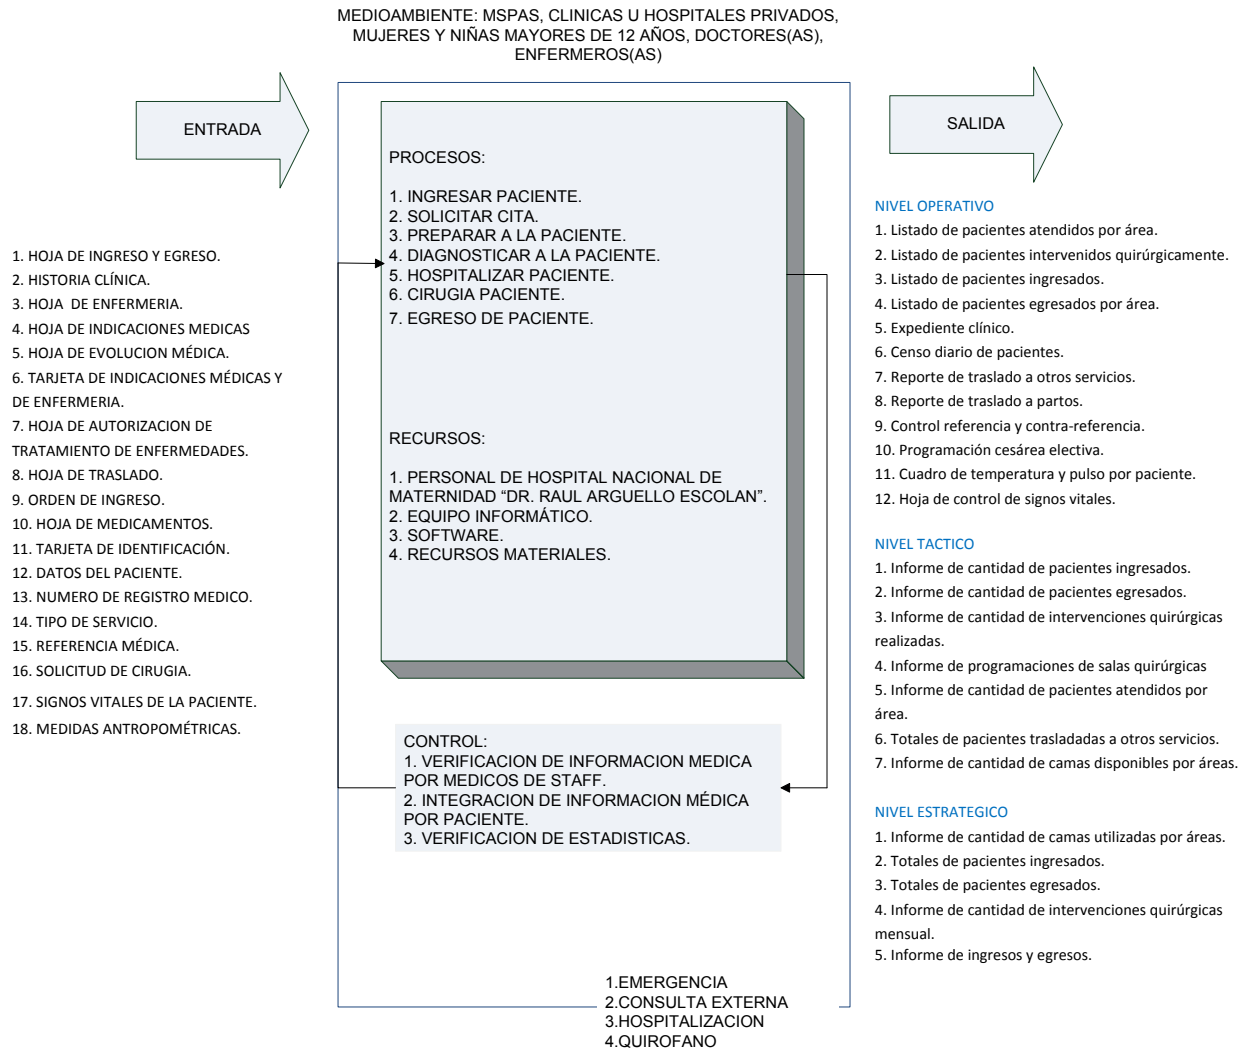 MEDIOAMBIENTE: MSPAS, CLINICAS U HOSPITALES PRIVADOS,
MUJERES Y NIÑAS MAYORES DE 12 AÑOS, DOCTORES(AS),
ENFERMEROS(AS)
ENTRADA
1. HOJA DE INGRESO Y EGRESO.
2. HISTORIA CLÍNICA.
3. HOJA  DE ENFERMERIA.
4. HOJA DE INDICACIONES MEDICAS
5. HOJA DE EVOLUCION MÉDICA.
6. TARJETA DE INDICACIONES MÉDICAS Y
DE ENFERMERIA.
7. HOJA DE AUTORIZACION DE
TRATAMIENTO DE ENFERMEDADES.
8. HOJA DE TRASLADO.
9. ORDEN DE INGRESO.
10. HOJA DE MEDICAMENTOS.
11. TARJETA DE IDENTIFICACIÓN.
12. DATOS DEL PACIENTE.
13. NUMERO DE REGISTRO MEDICO.
14. TIPO DE SERVICIO.
15. REFERENCIA MÉDICA.
16. SOLICITUD DE CIRUGIA.
17. SIGNOS VITALES DE LA PACIENTE.
18. MEDIDAS ANTROPOMÉTRICAS.
PROCESOS:
1. INGRESAR PACIENTE.
2. SOLICITAR CITA.
3. PREPARAR A LA PACIENTE.
4. DIAGNOSTICAR A LA PACIENTE.
5. HOSPITALIZAR PACIENTE.
6. CIRUGIA PACIENTE.
7. EGRESO DE PACIENTE.
RECURSOS:
1. PERSONAL DE HOSPITAL NACIONAL DE
MATERNIDAD “DR. RAUL ARGUELLO ESCOLAN”.
2. EQUIPO INFORMÁTICO.
3. SOFTWARE.
4. RECURSOS MATERIALES.
CONTROL:
1. VERIFICACION DE INFORMACION MEDICA
POR MEDICOS DE STAFF.
2. INTEGRACION DE INFORMACION MÉDICA
POR PACIENTE.
3. VERIFICACION DE ESTADISTICAS.
1.EMERGENCIA
2.CONSULTA EXTERNA
3.HOSPITALIZACION
4.QUIROFANO
SALIDA
NIVEL OPERATIVO
1. Listado de pacientes atendidos por área.
2. Listado de pacientes intervenidos quirúrgicamente.
3. Listado de pacientes ingresados.
4. Listado de pacientes egresados por área.
5. Expediente clínico.
6. Censo diario de pacientes.
7. Reporte de traslado a otros servicios.
8. Reporte de traslado a partos.
9. Control referencia y contra-referencia.
10. Programación cesárea electiva.
11. Cuadro de temperatura y pulso por paciente.
12. Hoja de control de signos vitales.
NIVEL TACTICO
1. Informe de cantidad de pacientes ingresados.
2. Informe de cantidad de pacientes egresados.
3. Informe de cantidad de intervenciones quirúrgicas
realizadas.
4. Informe de programaciones de salas quirúrgicas
5. Informe de cantidad de pacientes atendidos por
área.
6. Totales de pacientes trasladadas a otros servicios.
7. Informe de cantidad de camas disponibles por áreas.
NIVEL ESTRATEGICO
1. Informe de cantidad de camas utilizadas por áreas.
2. Totales de pacientes ingresados.
3. Totales de pacientes egresados.
4. Informe de cantidad de intervenciones quirúrgicas
mensual.
5. Informe de ingresos y egresos.